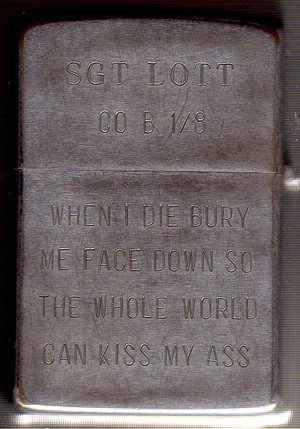 SGT LOTT
CO B 1/8
WHEN I DIE BURY
ME FACE DOWN SO
THE WHOLE WORLD
CAN KISS MY ASS